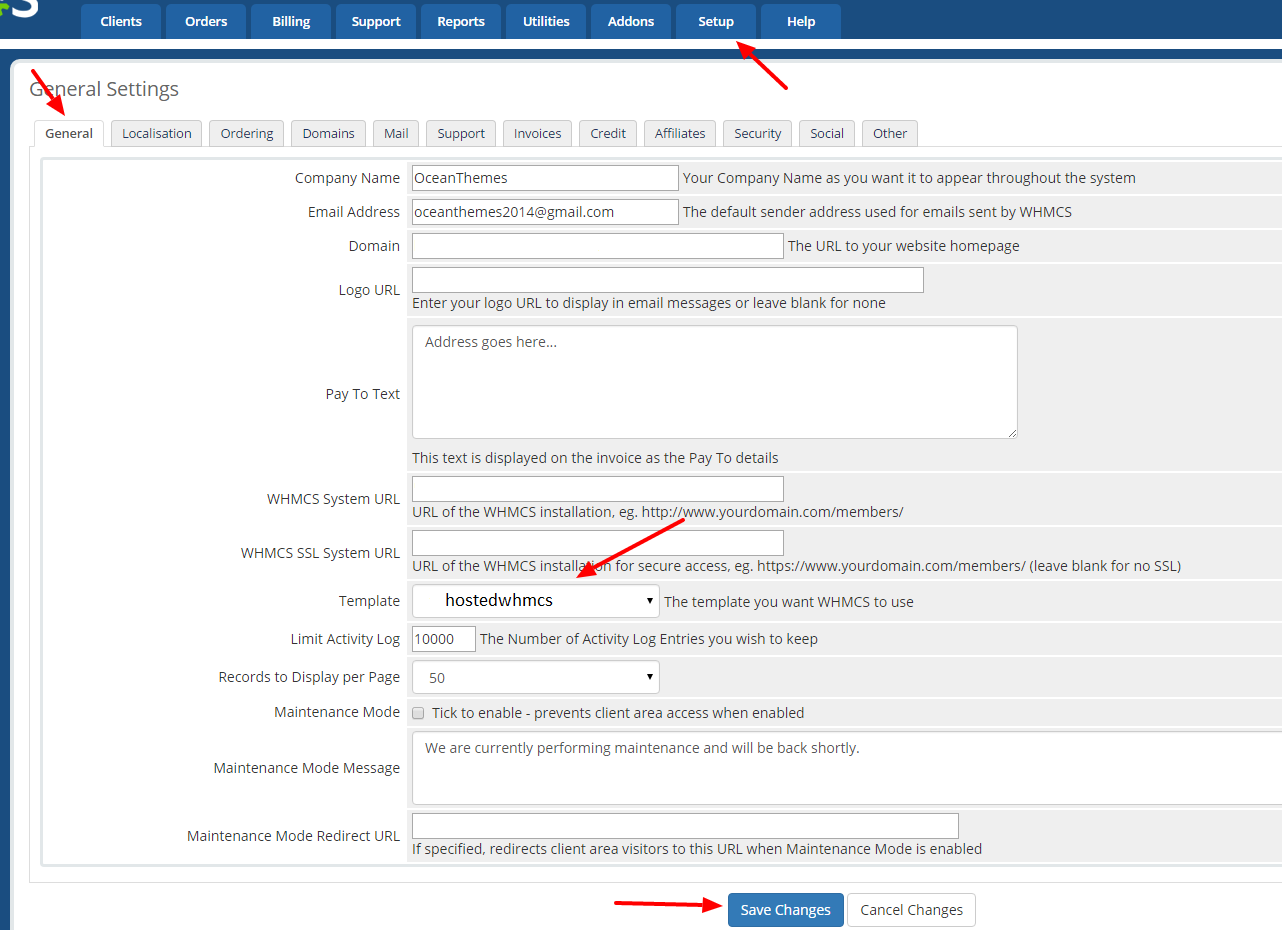 Clients Orders Billing Support Reports Utilities Addons Setup Help
General Settings
General Localisation Ordering Domains Mail Support Invoices Credit Affiliates Security Social Other
Company Name OceanThemes Your Company Name as you want it to appear throughout the system
Email Address oceanthemes2014@gmail.com The default sender address used for emails sent by WHMCS
Domain The URL to your website homepage
Logo URL
Enter your logo URL to display in email messages or leave blank for none
Address goes here...
Pay To Text
This text is displayed on the invoice as the Pay To details
WHMCS System URL
URL of the WHMCS installation, eg. http://www.yourdomain.com/members/
WHMCS SSL System URL
URL of the WHMCS installation for secure access, eg. https://www.yourdomain.com/members/ (leave blank for no SSL)
Template hostedwhmcs The template you want WHMCS to use
Limit Activity Log 10000 The Number of Activity Log Entries you wish to keep
Records to Display per Page 50
Maintenance Mode Tick to enable - prevents client area access when enabled
We are currently performing maintenance and will be back shortly.
Maintenance Mode Message
Maintenance Mode Redirect URL
If specified, redirects client area visitors to this URL when Maintenance Mode is enabled
Save Changes Cancel Changes